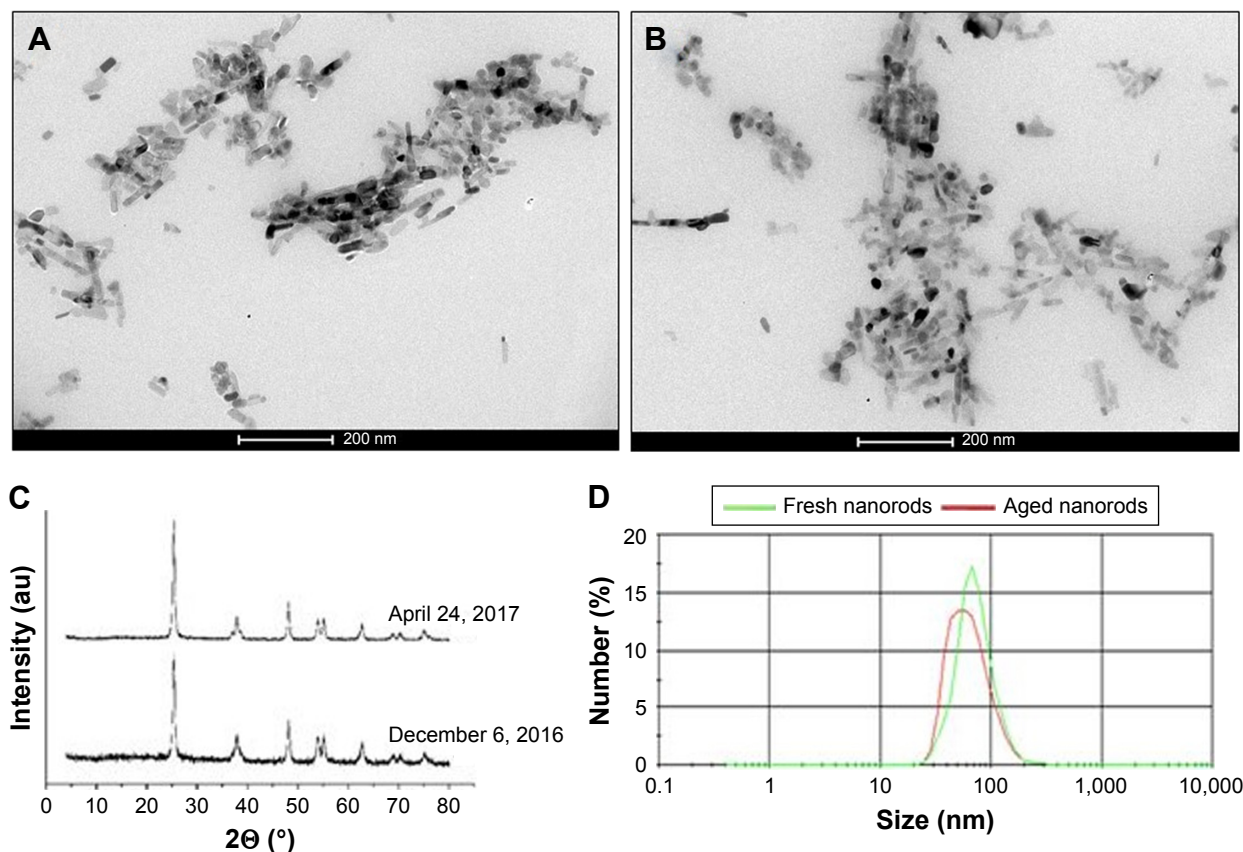 A
B
200 nm
200 nm
C
Intensity (au)
April 24, 2017
December 6, 2016
0 10 20 30 40 50 60 70 80
2Θ (°)
D
Fresh nanorods Aged nanorods
Number (%)
20
15
10
5
0
0.1 1 10 100 1,000 10,000
Size (nm)